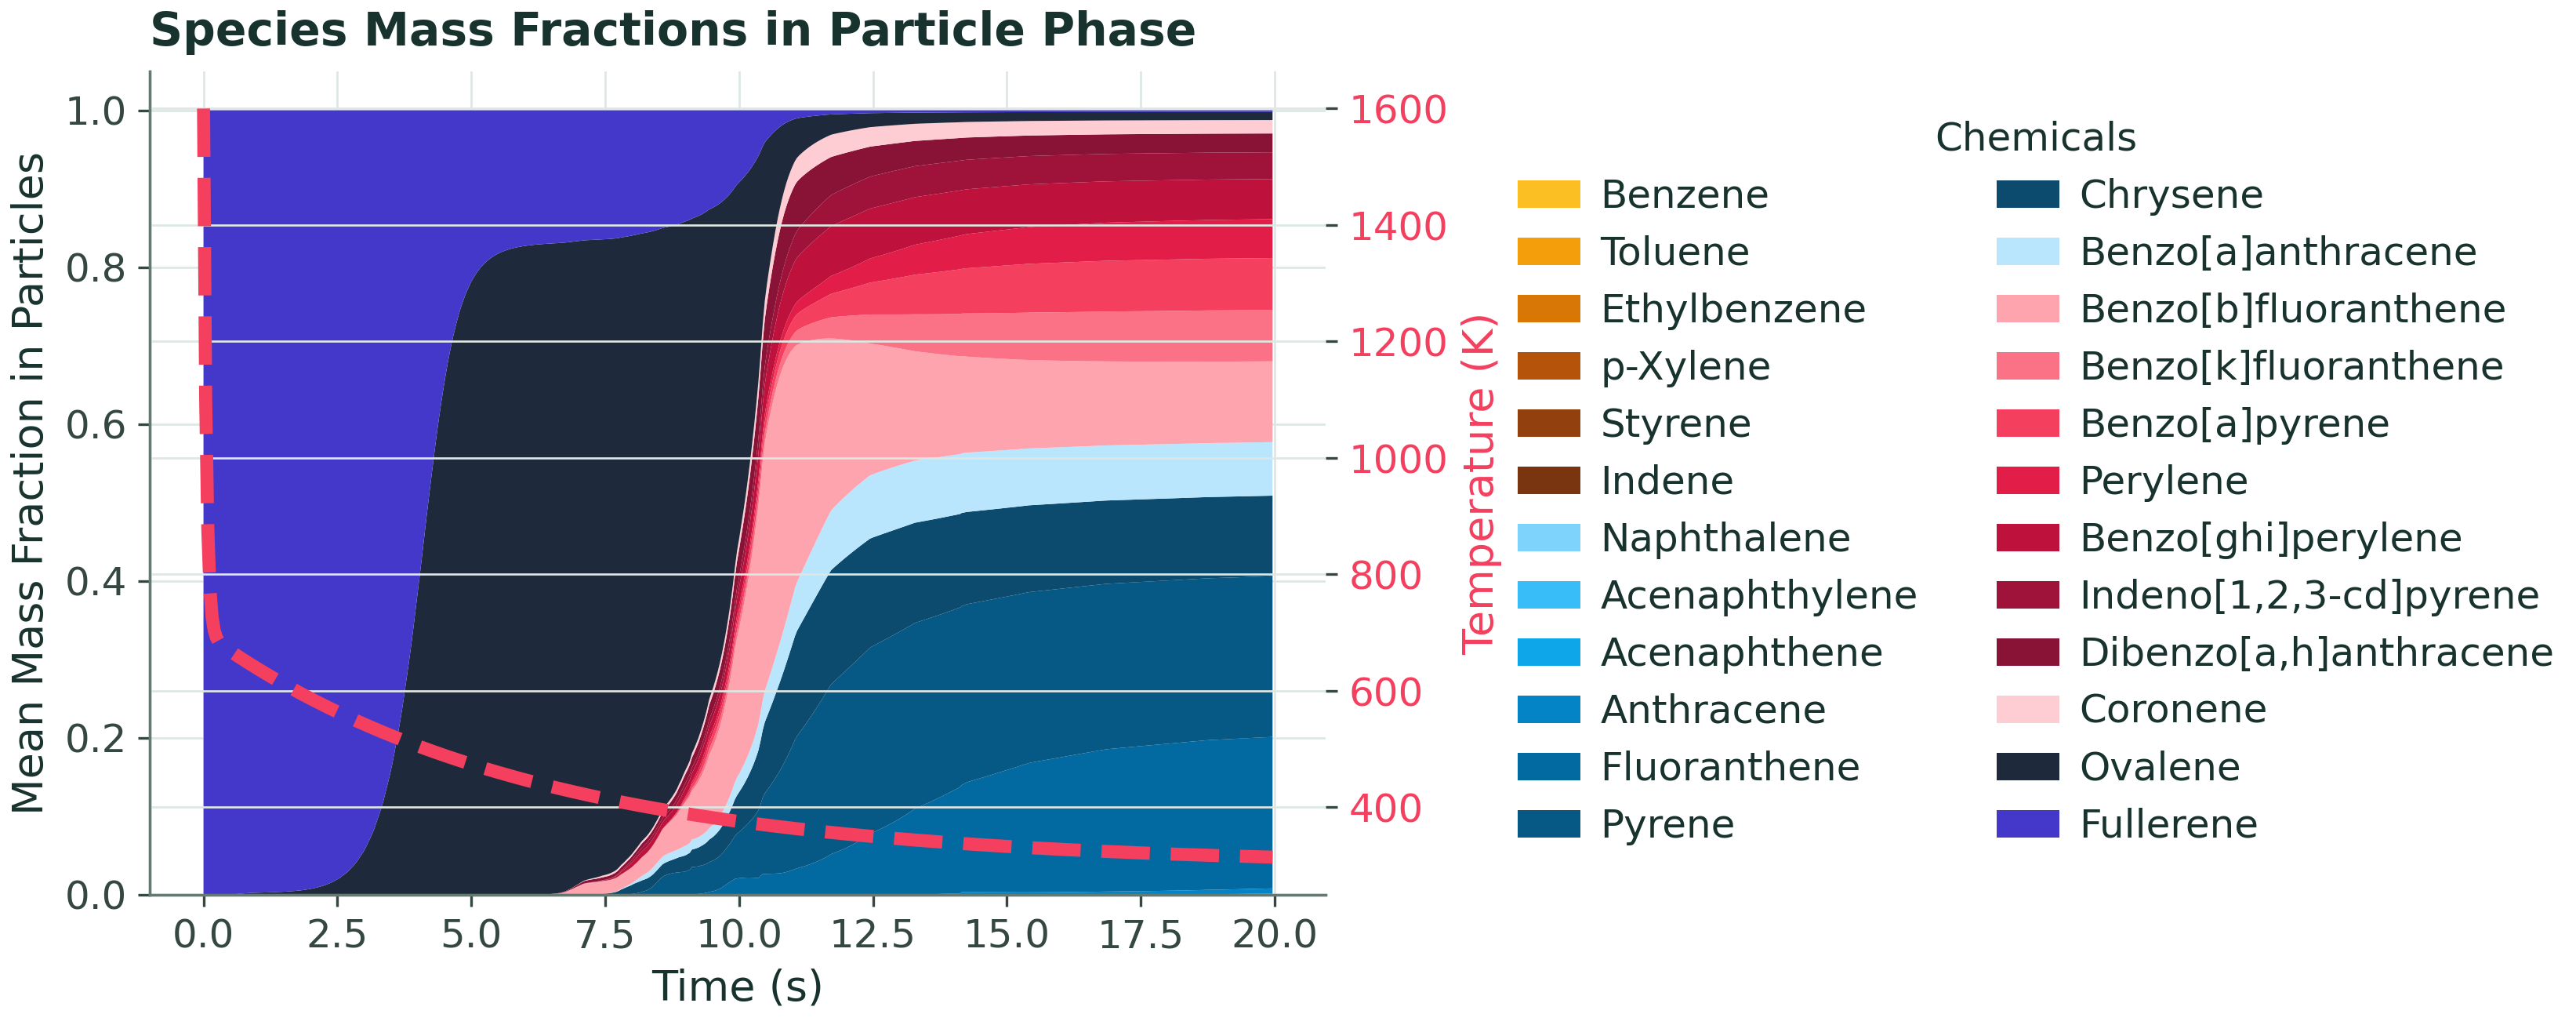 Species Mass Fractions in Particle Phase
Mean Mass Fraction in Particles
1.0
0.8
0.6
0.4
0.2
0.0
0.0 2.5 5.0 7.5 10.0 12.5 15.0 17.5 20.0
Time (s)
1600
1400
1200
1000
800
600
400
Temperature (K)
Chemicals
Benzene
Toluene
Ethylbenzene
p-Xylene
Styrene
Indene
Naphthalene
Acenaphthylene
Acenaphthene
Anthracene
Fluoranthene
Pyrene
Chrysene
Benzo[a]anthracene
Benzo[b]fluoranthene
Benzo[k]fluoranthene
Benzo[a]pyrene
Perylene
Benzo[ghi]perylene
Indeno[1,2,3-cd]pyrene
Dibenzo[a,h]anthracene
Coronene
Ovalene
Fullerene